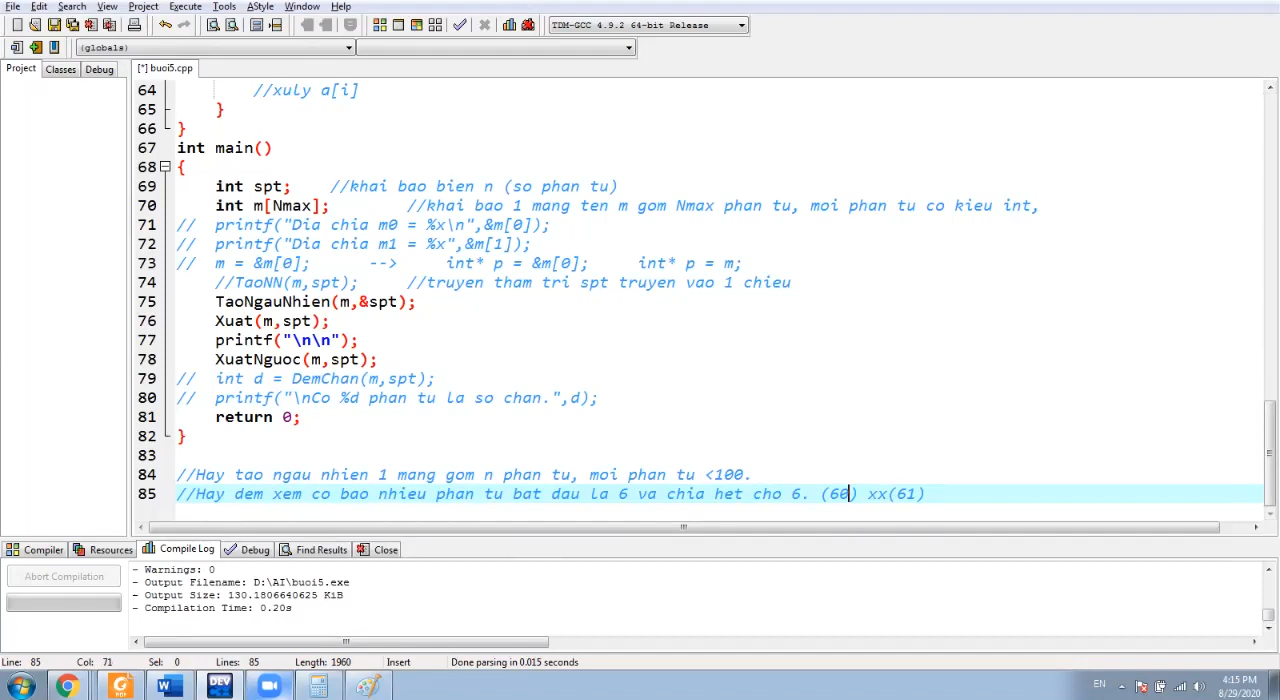 File Edit Search View Project Execute Tools AStyle Window Help
TDM-GCC 4.9.2 64-bit Release
(globals)
Project Classes Debug [*] buoi5.cpp
64 //xuly a[i]
65 }
66 }
67 int main()
68 {
69 int spt; //khai bao bien n (so phan tu)
70 int m[Nmax]; //khai bao 1 mang ten m gom Nmax phan tu, moi phan tu co kieu int,
71 // printf("Dia chia m0 = %x\n",&m[0]);
72 // printf("Dia chia m1 = %x",&m[1]);
73 // m = &m[0]; --> int* p = &m[0]; int* p = m;
74 //TaoNN(m,spt); //truyen tham tri spt truyen vao 1 chieu
75 TaoNgauNhien(m,&spt);
76 Xuat(m,spt);
77 printf("\n\n");
78 XuatNguoc(m,spt);
79 // int d = DemChan(m,spt);
80 // printf("\nCo %d phan tu la so chan.",d);
81 return 0;
82 }
83
84 //Hay tao ngau nhien 1 mang gom n phan tu, moi phan tu <100.
85 //Hay dem xem co bao nhieu phan tu bat dau la 6 va chia het cho 6. (60) xx(61)
Compiler Resources Compile Log Debug Find Results Close
Abort Compilation
- Warnings: 0
- Output Filename: D:\AI\buoi5.exe
- Output Size: 130.1806640625 KiB
- Compilation Time: 0.20s
Line: 85 Col: 71 Sel: 0 Lines: 85 Length: 1960 Insert Done parsing in 0.015 seconds
PDF W DEV EN 4:15 PM
8/29/2020